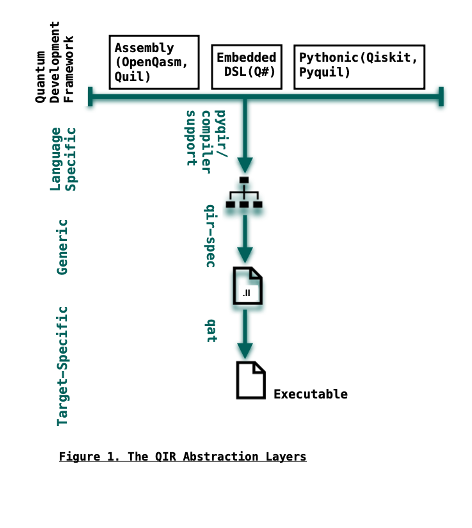 Quantum
Development
Framework
Assembly
(OpenQasm,
Quil)
Embedded
DSL(Q#)
Pythonic(Qiskit,
Pyquil)
Language
Specific
pyqir/
compiler
support
Generic
qir-spec
.ll
Target-Specific
qat
Executable
Figure 1. The QIR Abstraction Layers